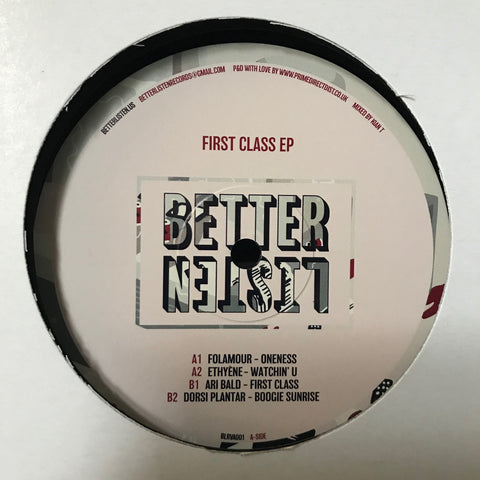 BETTERLISTEN.US
BETTERLISTENRECORDS@GMAIL.COM
P&D WITH LOVE BY WWW.PRIMEDIRECTDIST.CO.UK
MIXED BY KIAN T
FIRST CLASS EP
BETTER
LISTEN
A1 FOLAMOUR - ONENESS
A2 ETHYÈNE - WATCHIN' U
B1 ARI BALD - FIRST CLASS
B2 DORSI PLANTAR - BOOGIE SUNRISE
BLRVA001 A-SIDE